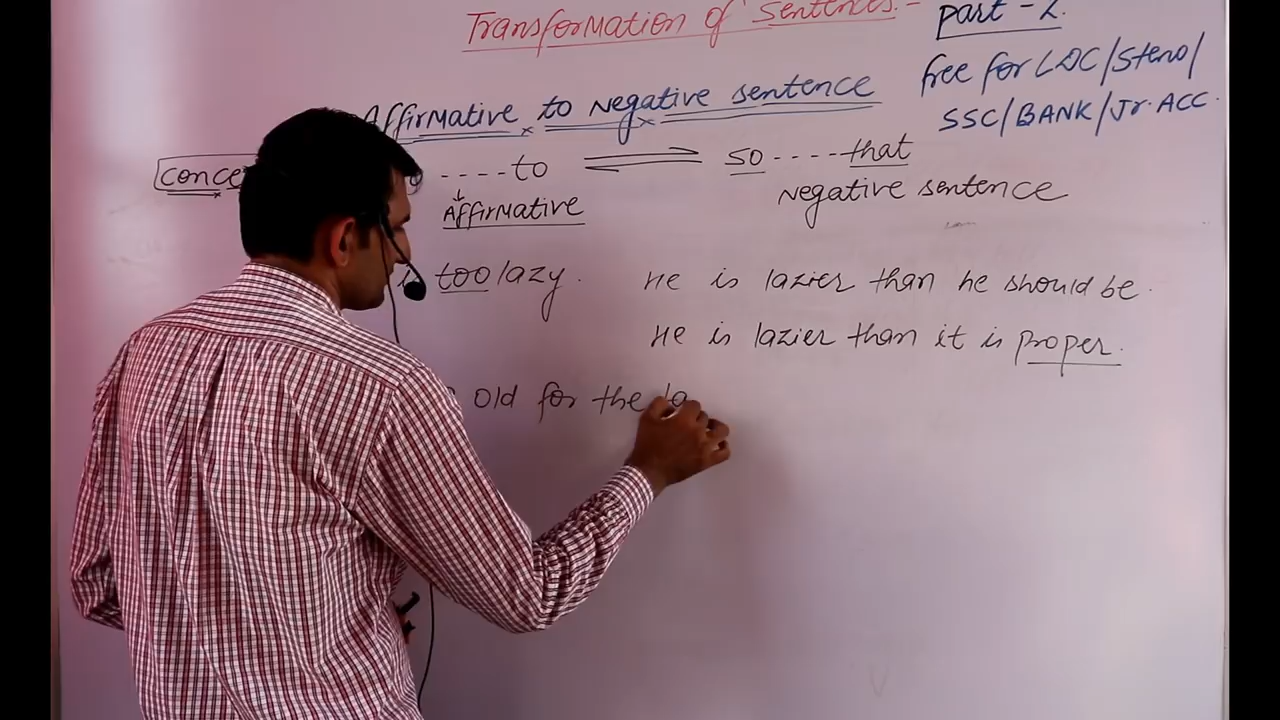 Transformation of Sentences.-
Part-2.
free for LDC/Steno/
SSC/BANK/Jr. ACC.
Affirmative to Negative sentence
----to ⇌ so ----that
Affirmative
Negative sentence
too lazy. He is lazier than he should be.
He is lazier than it is proper.
old for the